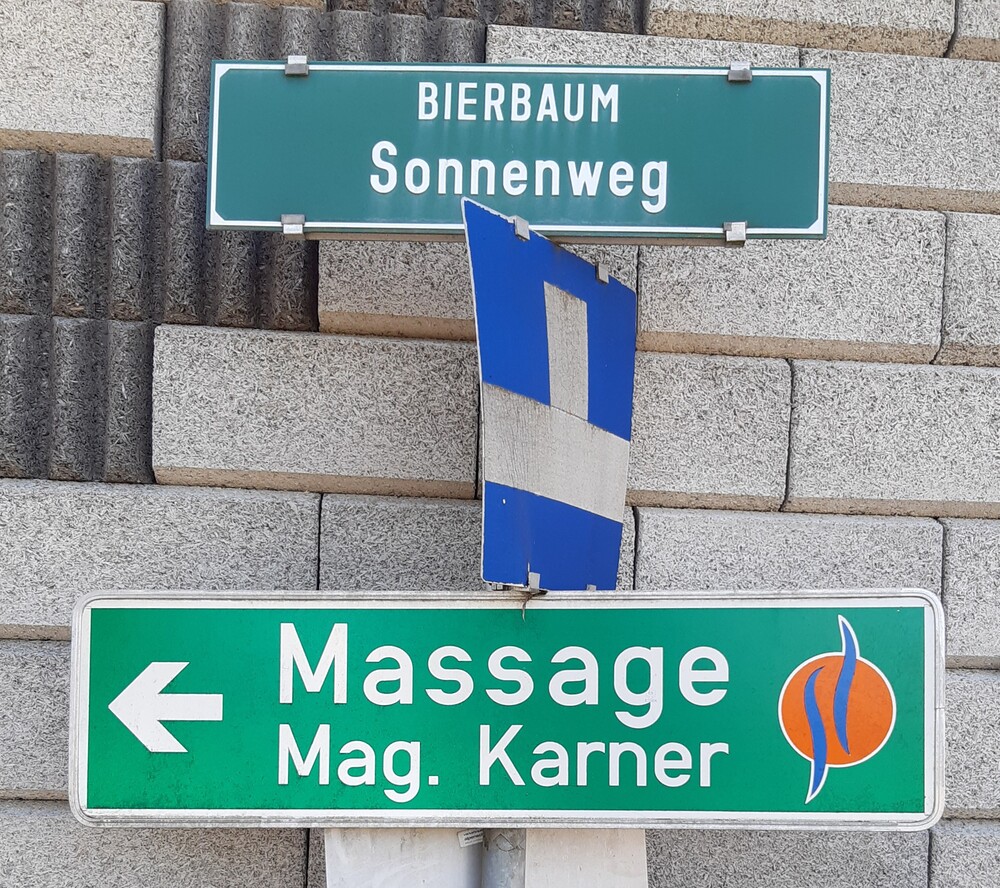 BIERBAUM
Sonnenweg
Massage
Mag. Karner